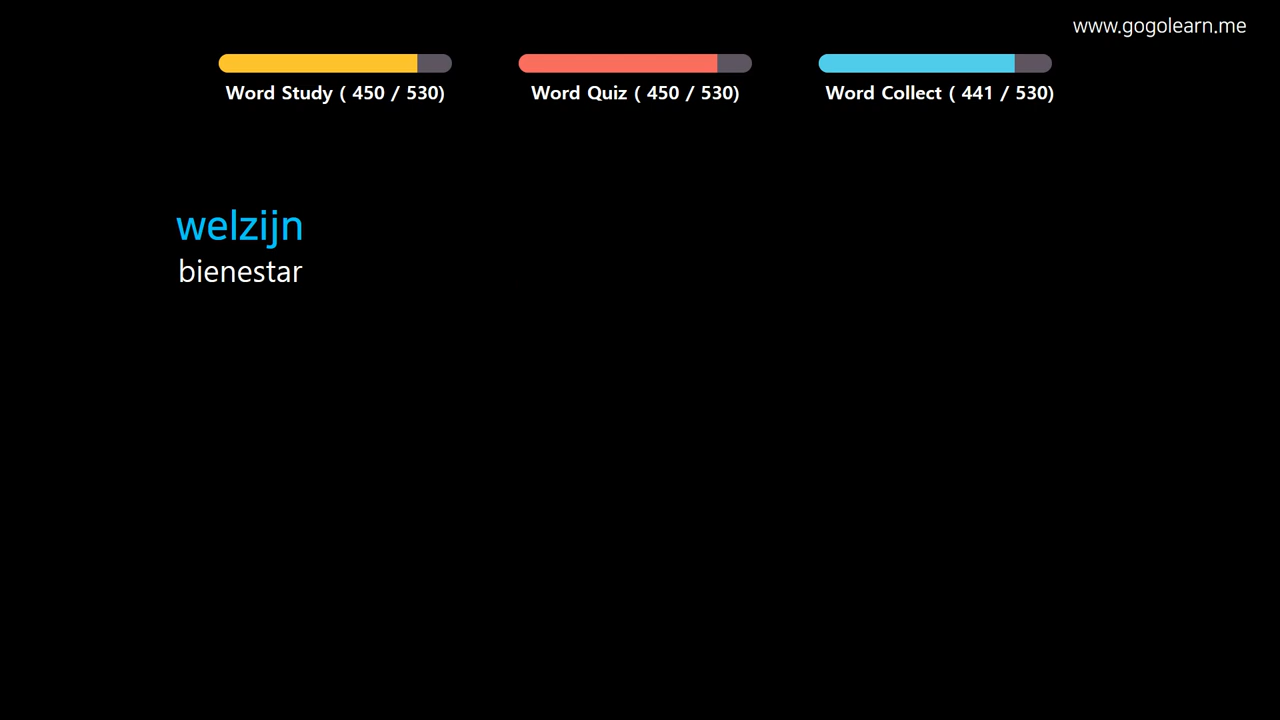 www.gogolearn.me
Word Study ( 450 / 530)
Word Quiz ( 450 / 530)
Word Collect ( 441 / 530)
welzijn
bienestar